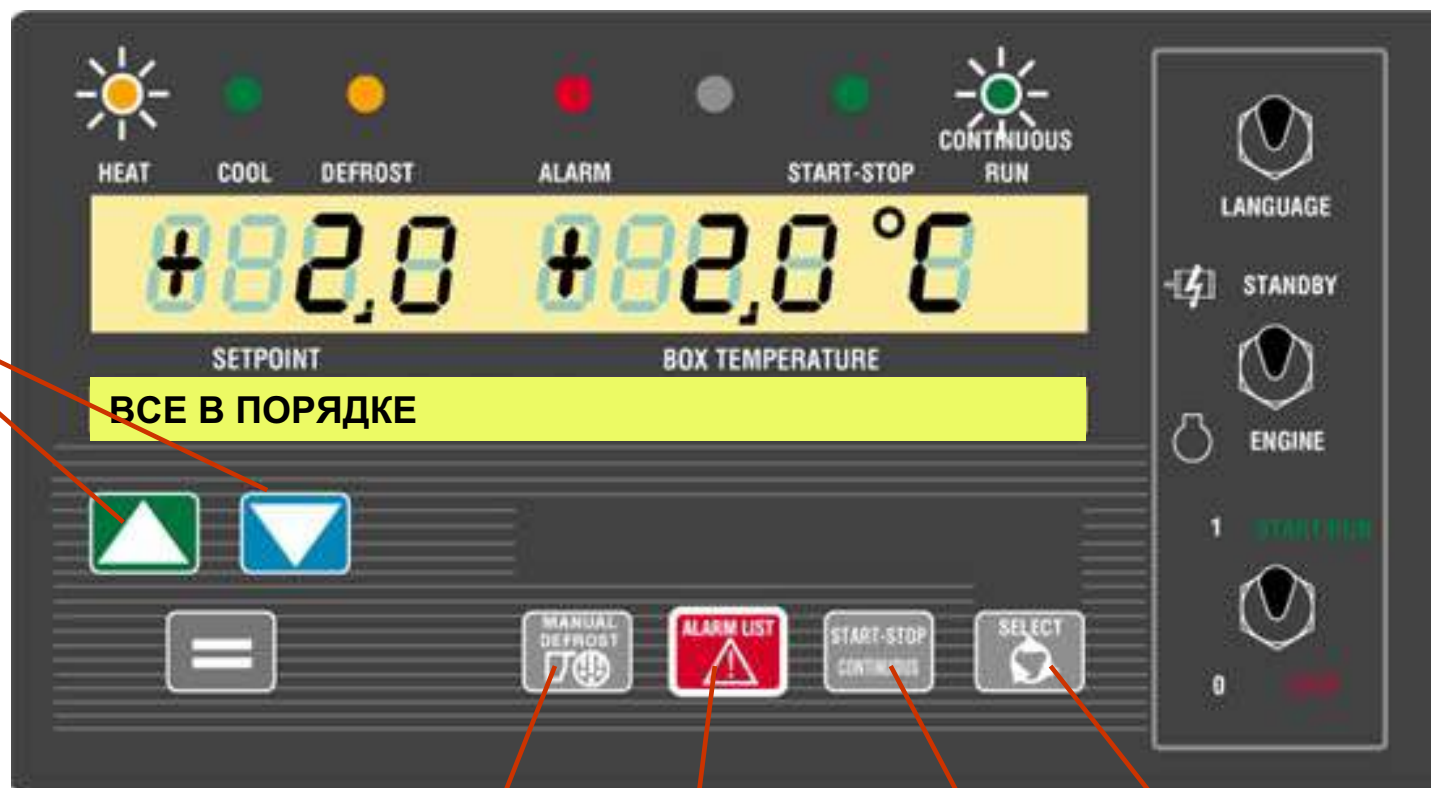 CONTINUOUS
HEAT COOL DEFROST ALARM START-STOP RUN
+ 2,0 + 2,0 °C
SETPOINT BOX TEMPERATURE
ВСЕ В ПОРЯДКЕ
MANUAL DEFROST
ALARM LIST
START-STOP
CONTINUOUS
SELECT
LANGUAGE
STANDBY
ENGINE
1 START/RUN
0